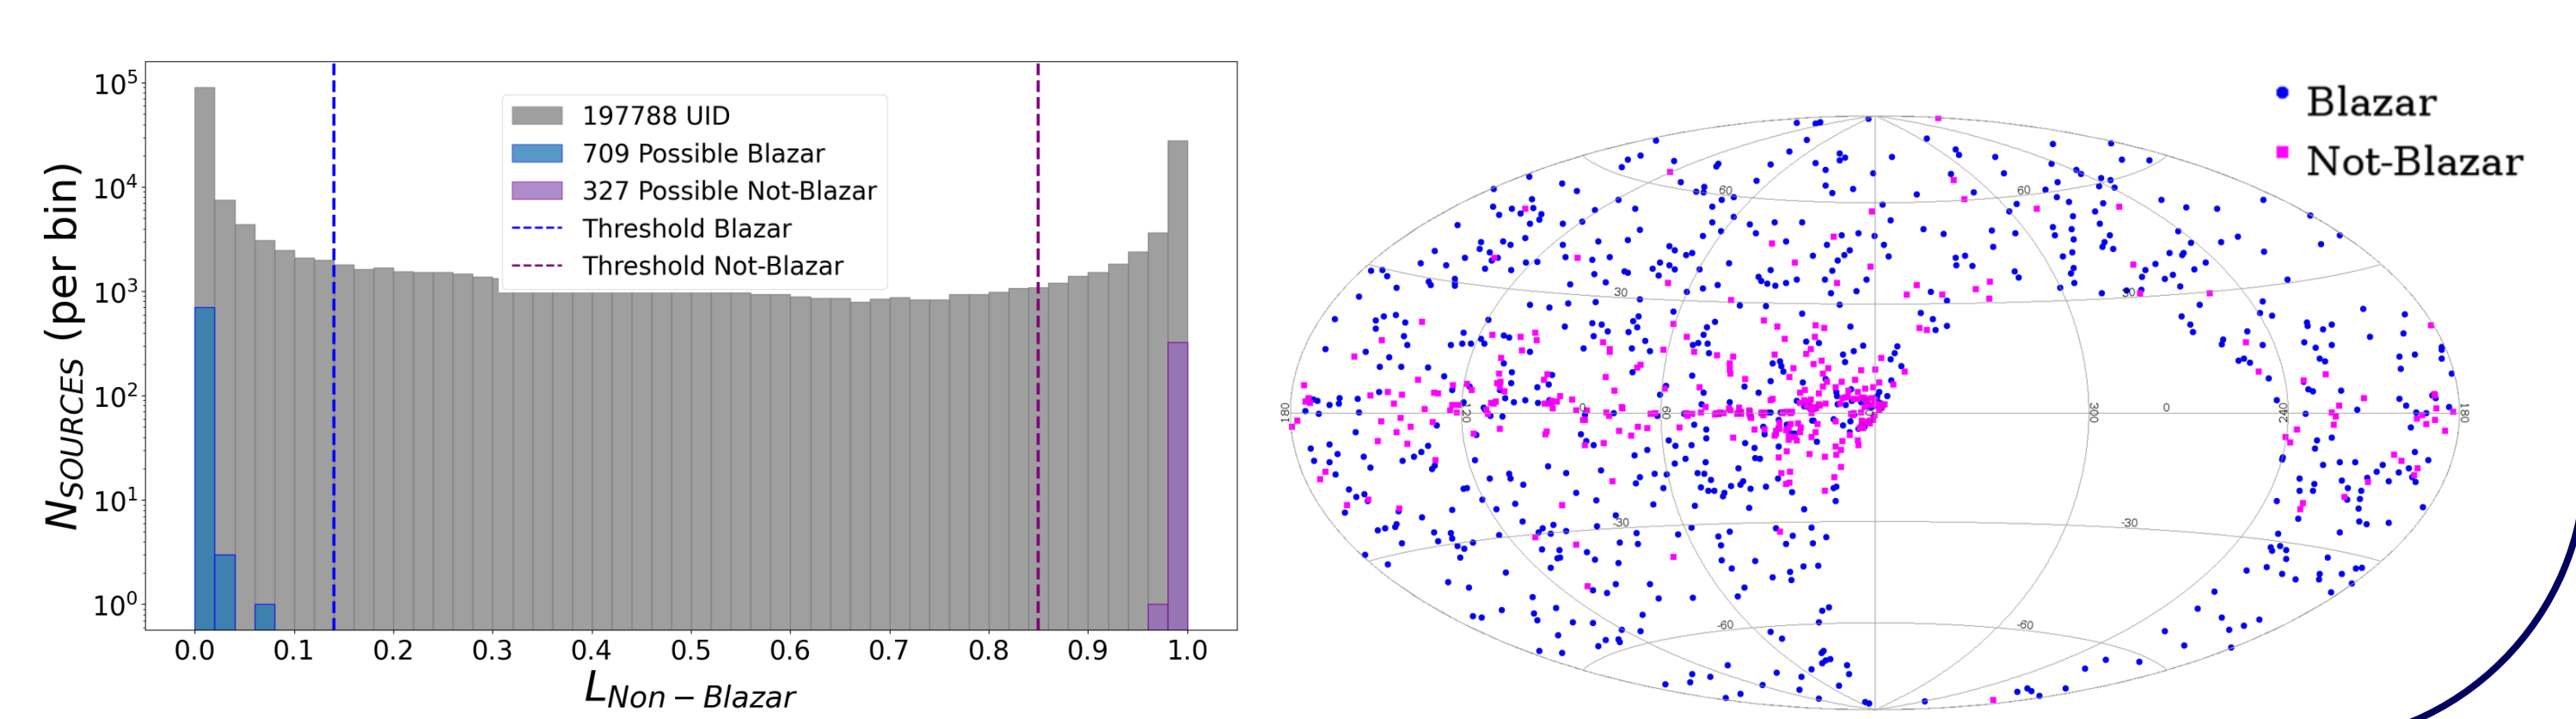 N_SOURCES (per bin)
10^5
10^4
10^3
10^2
10^1
10^0
197788 UID
709 Possible Blazar
327 Possible Not-Blazar
Threshold Blazar
Threshold Not-Blazar
0.0 0.1 0.2 0.3 0.4 0.5 0.6 0.7 0.8 0.9 1.0
L_Non − Blazar
Blazar
Not-Blazar
60 60
30 30
180 120 0 60 300 0 240 180
-30 -30
-60 -60